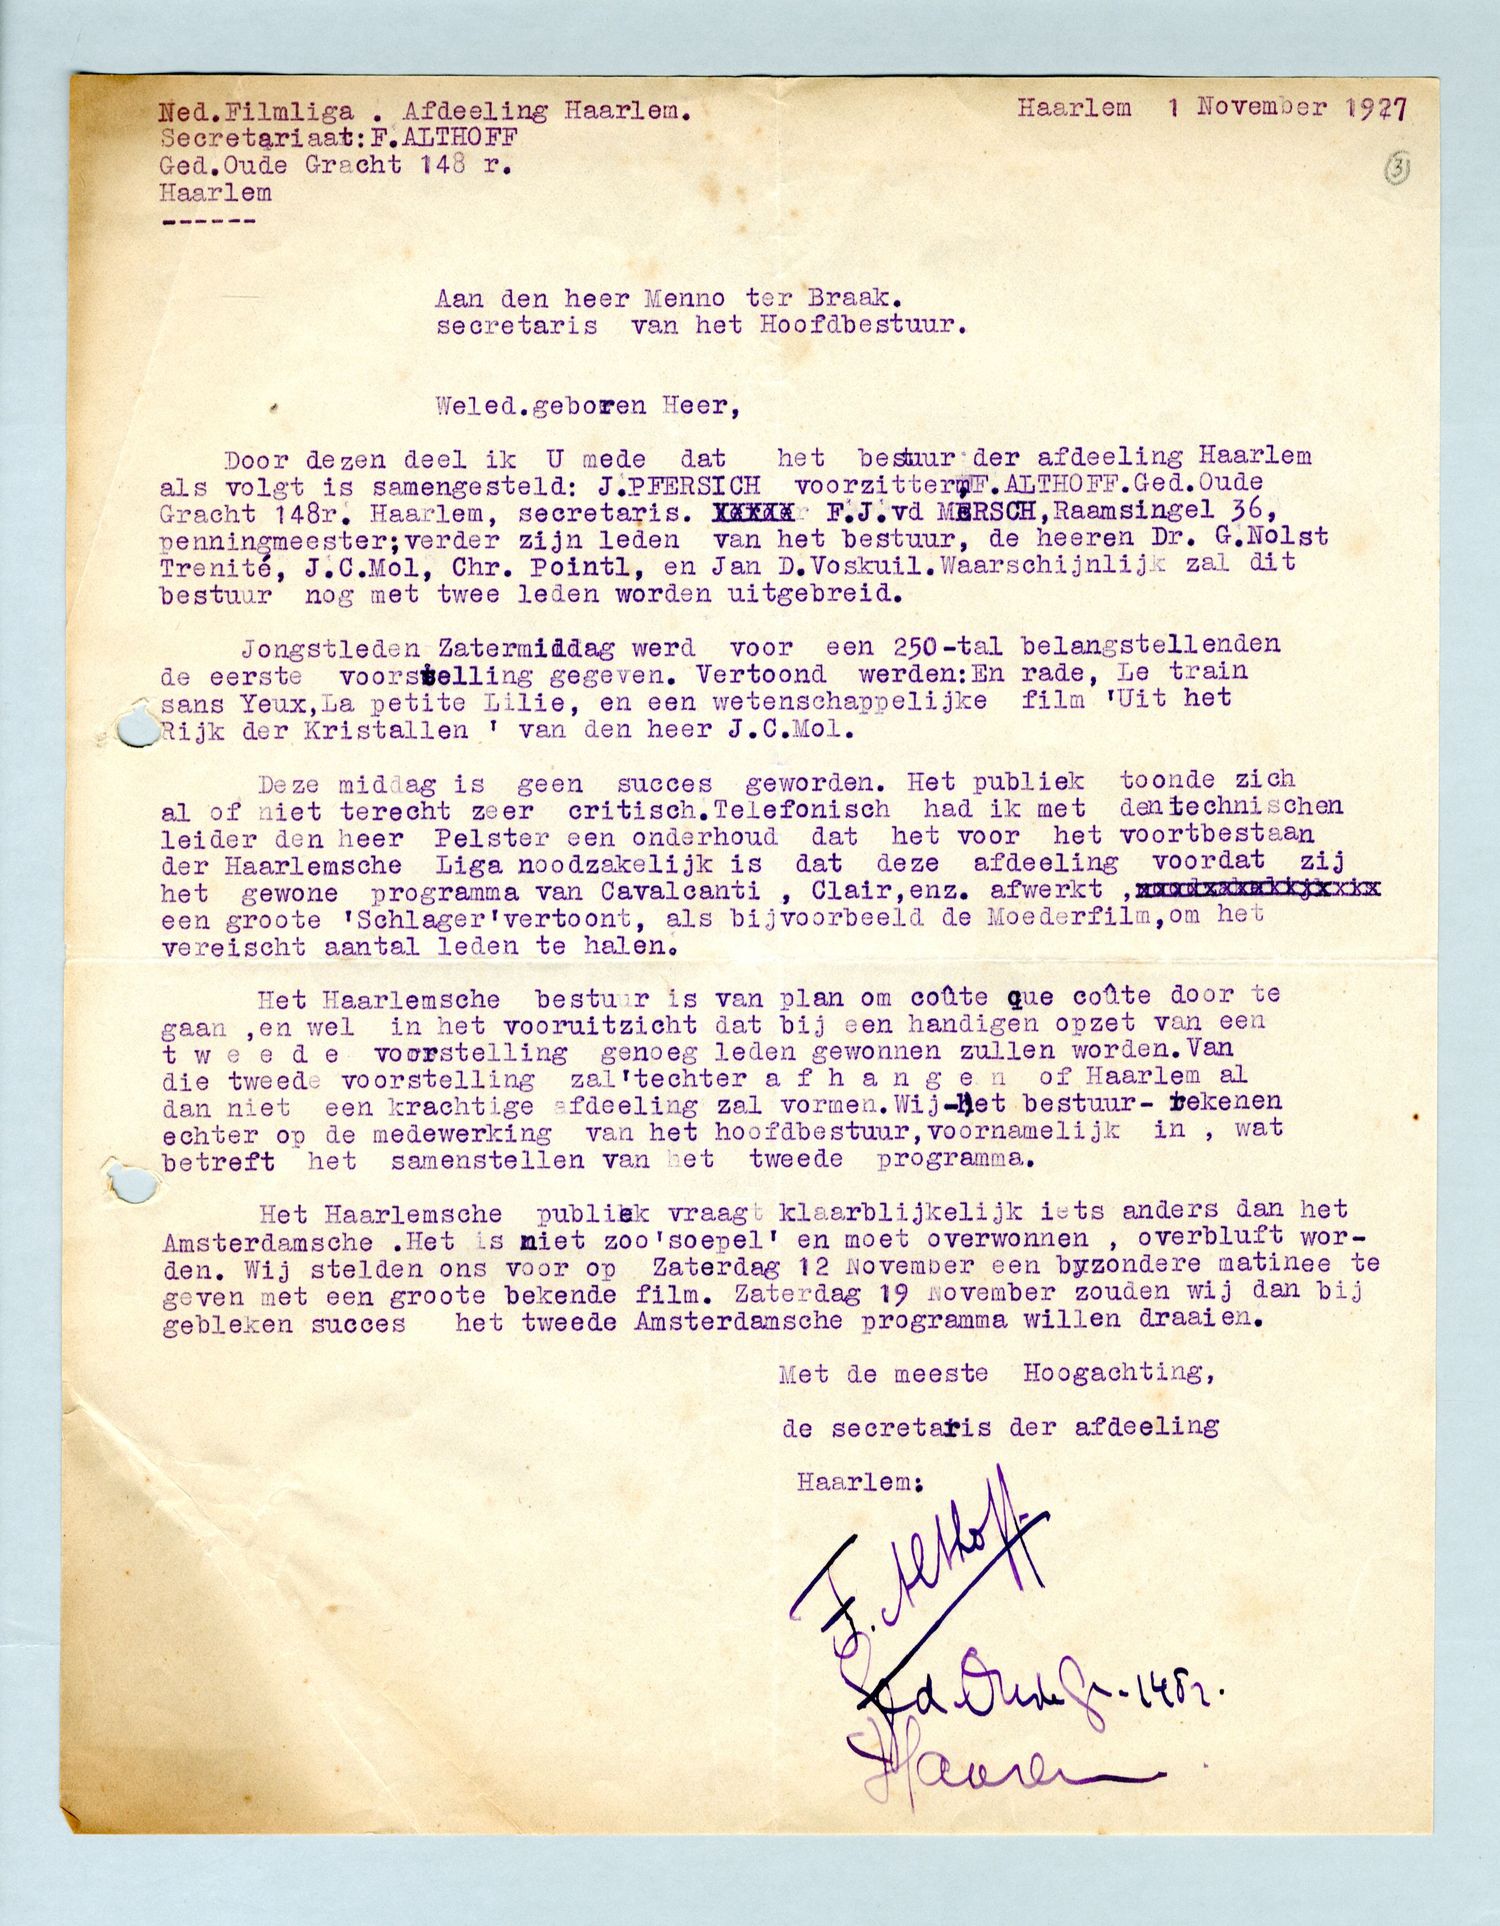 Ned.Filmliga . Afdeeling Haarlem.
Haarlem 1 November 1927
Secretariaat:F.ALTHOFF
Ged.Oude Gracht 148 r.
Haarlem
------
3
Aan den heer Menno ter Braak.
secretaris van het Hoofdbestuur.
Weled.geboren Heer,
Door dezen deel ik U mede dat het bestuur der afdeeling Haarlem
als volgt is samengesteld: J.PFERSICH voorzitter, F.ALTHOFF.Ged.Oude
Gracht 148r. Haarlem, secretaris. F.J.vd MERSCH,Raamsingel 36,
penningmeester;verder zijn leden van het bestuur, de heeren Dr. G.Nolst
Trenité, J.C.Mol, Chr. Pointl, en Jan D.Voskuil.Waarschijnlijk zal dit
bestuur nog met twee leden worden uitgebreid.
Jongstleden Zatermiddag werd voor een 250-tal belangstellenden
de eerste voorstelling gegeven. Vertoond werden:En rade, Le train
sans Yeux,La petite Lilie, en een wetenschappelijke film 'Uit het
Rijk der Kristallen ' van den heer J.C.Mol.
Deze middag is geen succes geworden. Het publiek toonde zich
al of niet terecht zeer critisch.Telefonisch had ik met den technischen
leider den heer Pelster een onderhoud dat het voor het voortbestaan
der Haarlemsche Liga noodzakelijk is dat deze afdeeling voordat zij
het gewone programma van Cavalcanti , Clair,enz. afwerkt ,
een groote 'Schlager'vertoont, als bijvoorbeeld de Moederfilm,om het
vereischt aantal leden te halen.
Het Haarlemsche bestuur is van plan om coûte que coûte door te
gaan ,en wel in het vooruitzicht dat bij een handigen opzet van een
t w e e d e voorstelling genoeg leden gewonnen zullen worden.Van
die tweede voorstelling zal'techter a f h a n g e n of Haarlem al
dan niet een krachtige afdeeling zal vormen.Wij-het bestuur- rekenen
echter op de medewerking van het hoofdbestuur,voornamelijk in , wat
betreft het samenstellen van het tweede programma.
Het Haarlemsche publiek vraagt klaarblijkelijk iets anders dan het
Amsterdamsche .Het is niet zoo'soepel' en moet overwonnen , overbluft wor-
den. Wij stelden ons voor op Zaterdag 12 November een byzondere matinee te
geven met een groote bekende film. Zaterdag 19 November zouden wij dan bij
gebleken succes het tweede Amsterdamsche programma willen draaien.
Met de meeste Hoogachting,
de secretaris der afdeeling
Haarlem:
F. Althoff.
Ged Oude Gr. 148r.
Haarlem